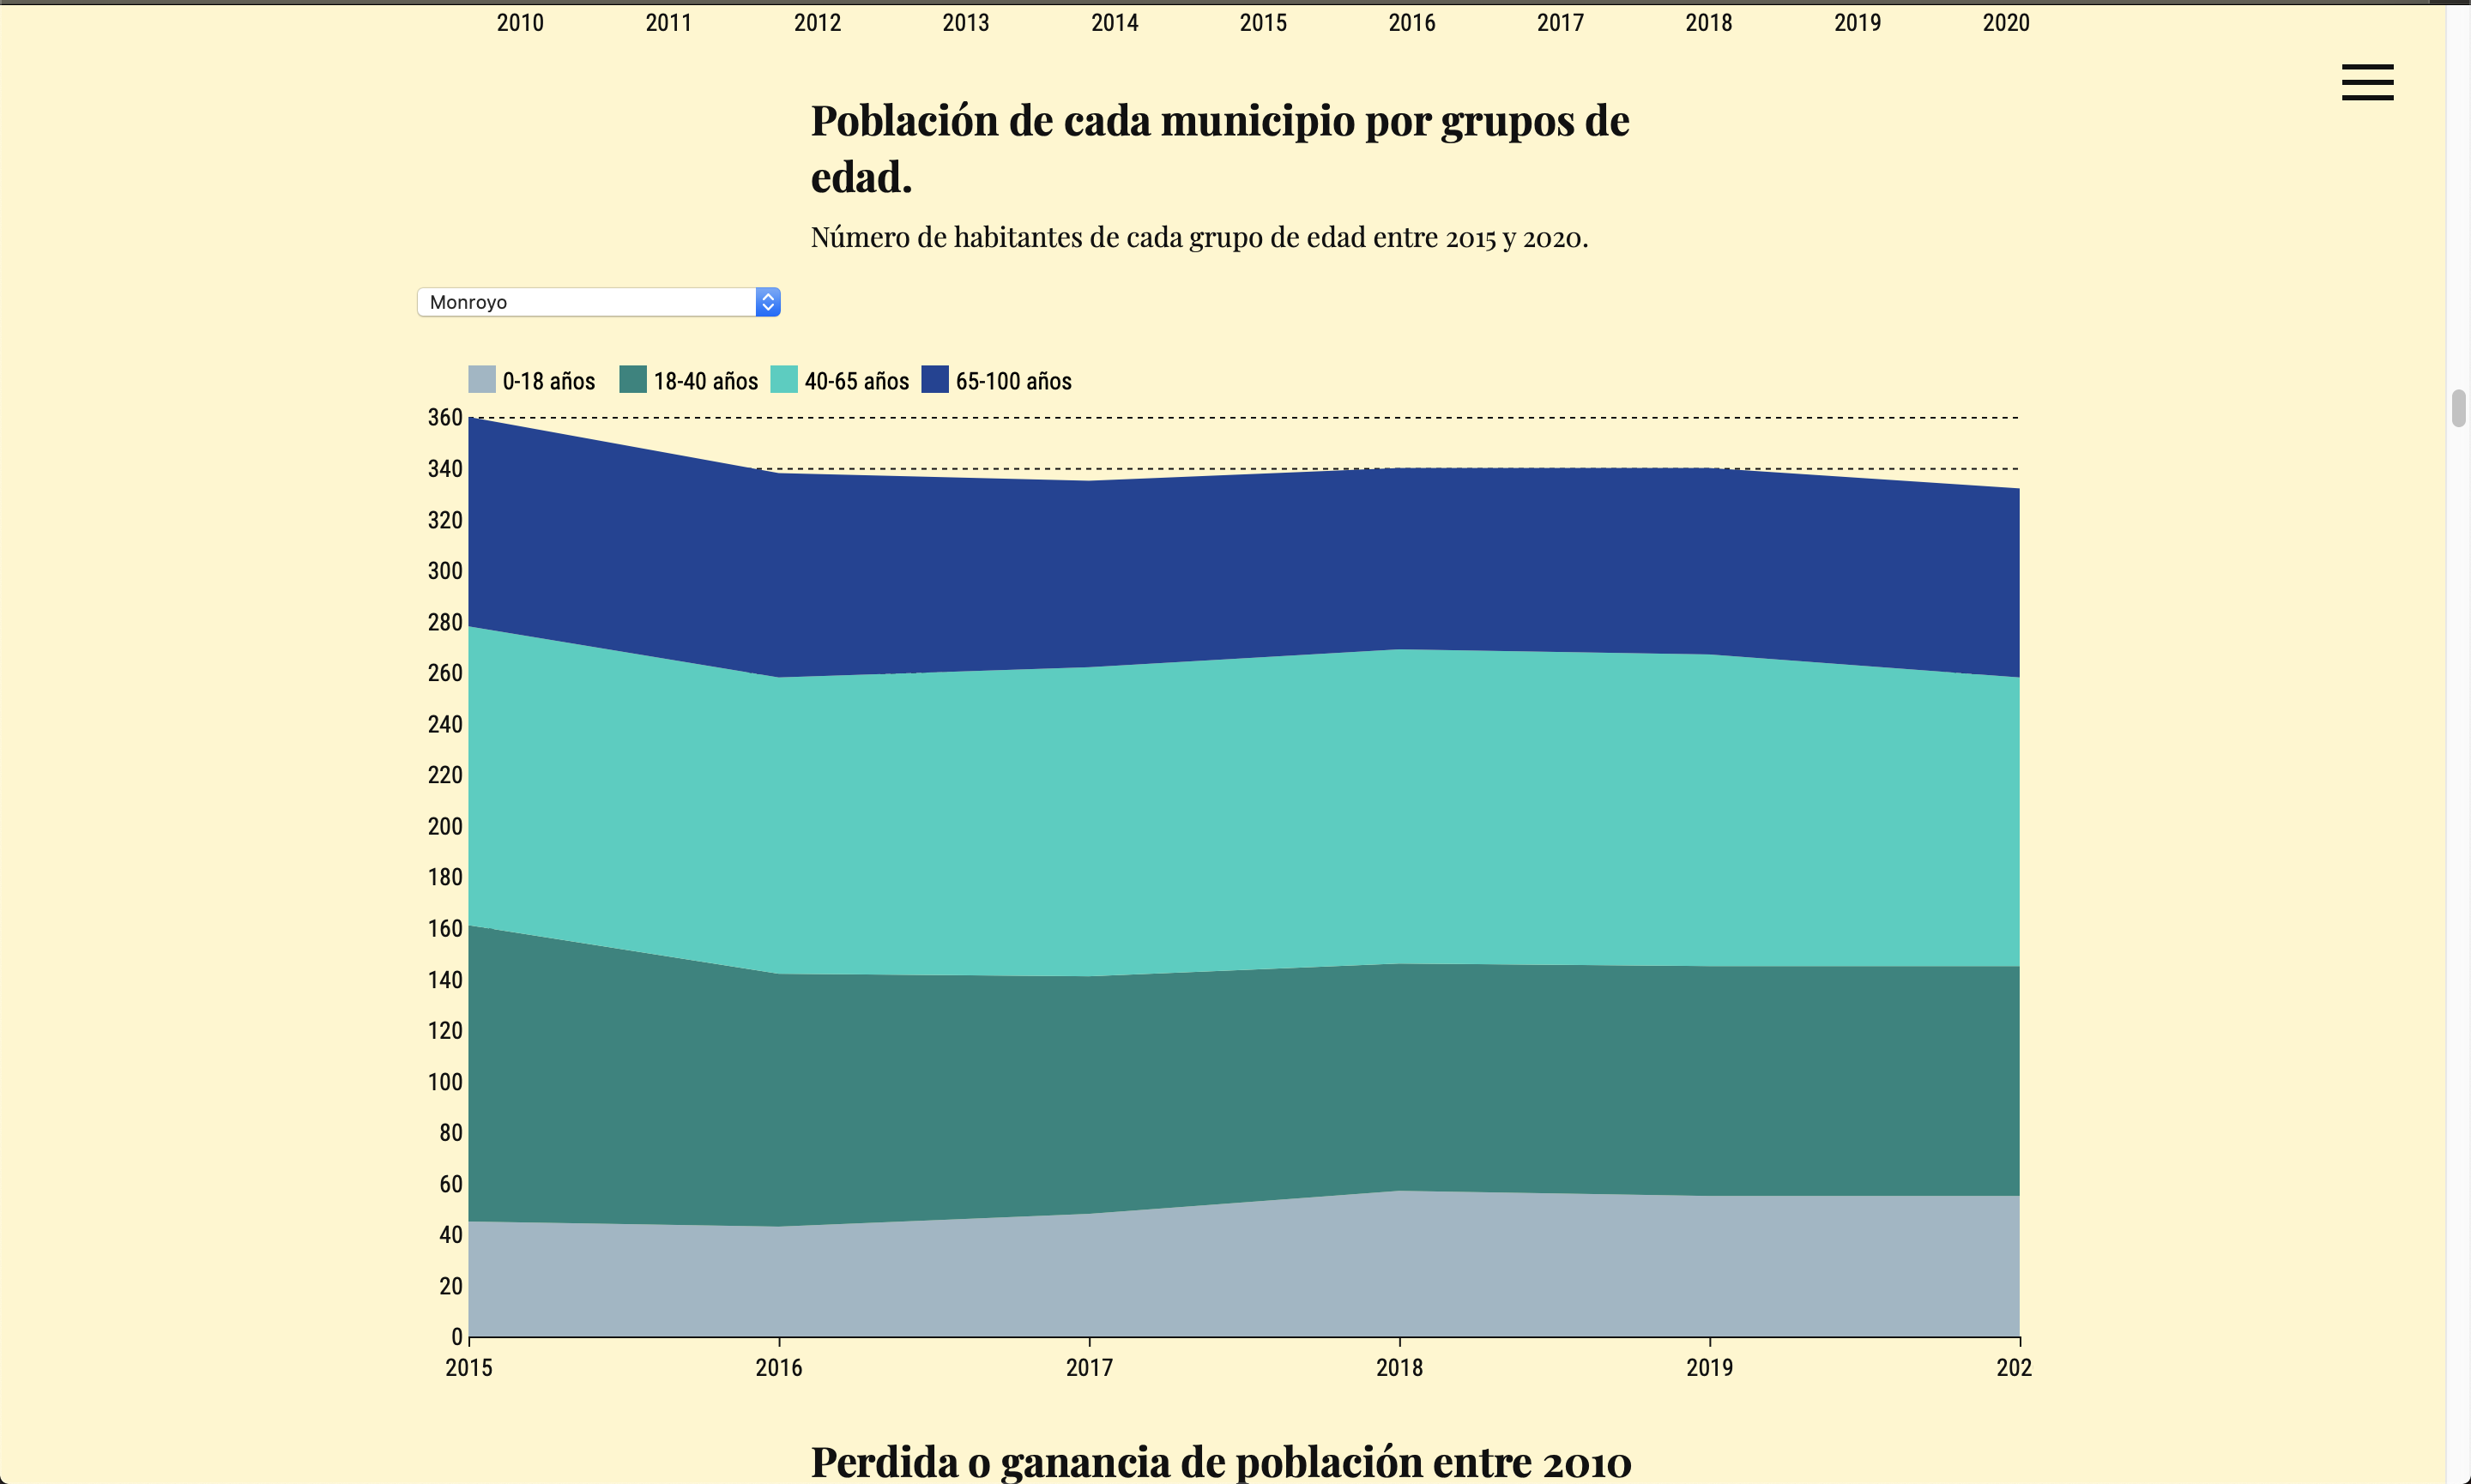 2010 2011 2012 2013 2014 2015 2016 2017 2018 2019 2020
Población de cada municipio por grupos de
edad.
Número de habitantes de cada grupo de edad entre 2015 y 2020.
Monroyo
0-18 años 18-40 años 40-65 años 65-100 años
360
340
320
300
280
260
240
220
200
180
160
140
120
100
80
60
40
20
0
2015 2016 2017 2018 2019 202
Perdida o ganancia de población entre 2010